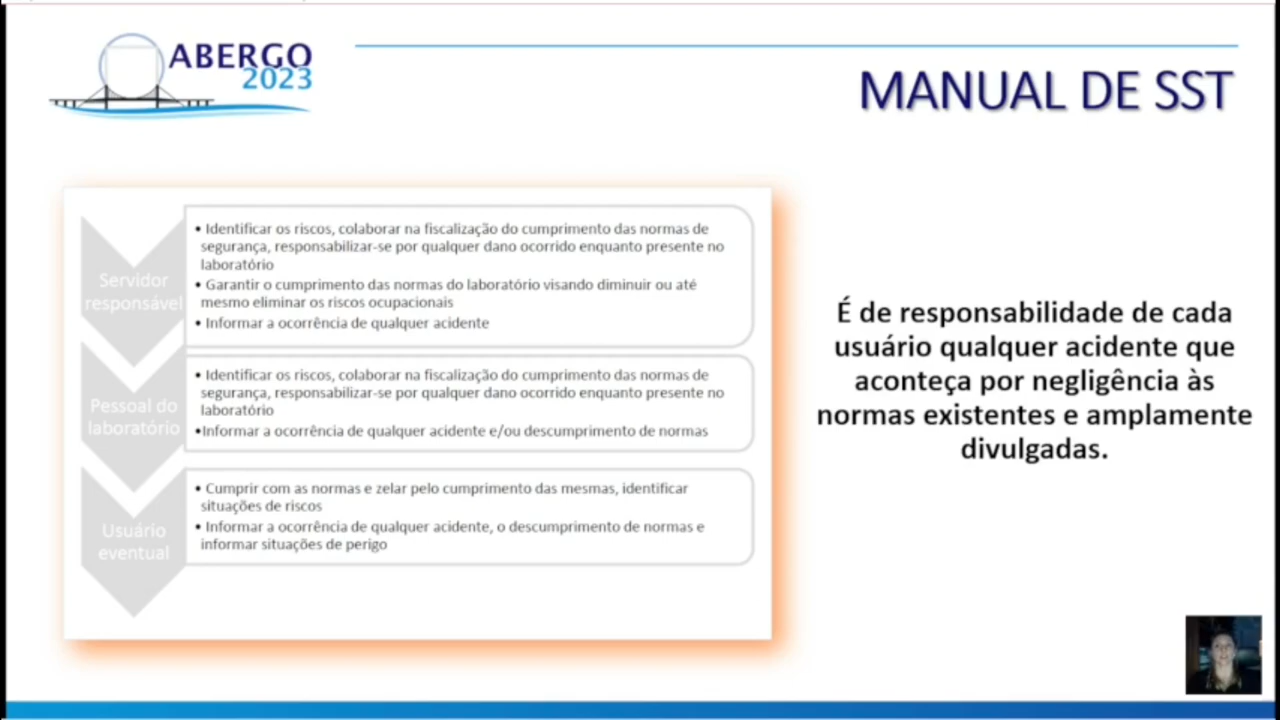 ABERGO
2023
MANUAL DE SST
Servidor
responsável
• Identificar os riscos, colaborar na fiscalização do cumprimento das normas de
segurança, responsabilizar-se por qualquer dano ocorrido enquanto presente no
laboratório
• Garantir o cumprimento das normas do laboratório visando diminuir ou até
mesmo eliminar os riscos ocupacionais
• Informar a ocorrência de qualquer acidente
Pessoal do
laboratório
• Identificar os riscos, colaborar na fiscalização do cumprimento das normas de
segurança, responsabilizar-se por qualquer dano ocorrido enquanto presente no
laboratório
•Informar a ocorrência de qualquer acidente e/ou descumprimento de normas
Usuário
eventual
• Cumprir com as normas e zelar pelo cumprimento das mesmas, identificar
situações de riscos
• Informar a ocorrência de qualquer acidente, o descumprimento de normas e
informar situações de perigo
É de responsabilidade de cada
usuário qualquer acidente que
aconteça por negligência às
normas existentes e amplamente
divulgadas.